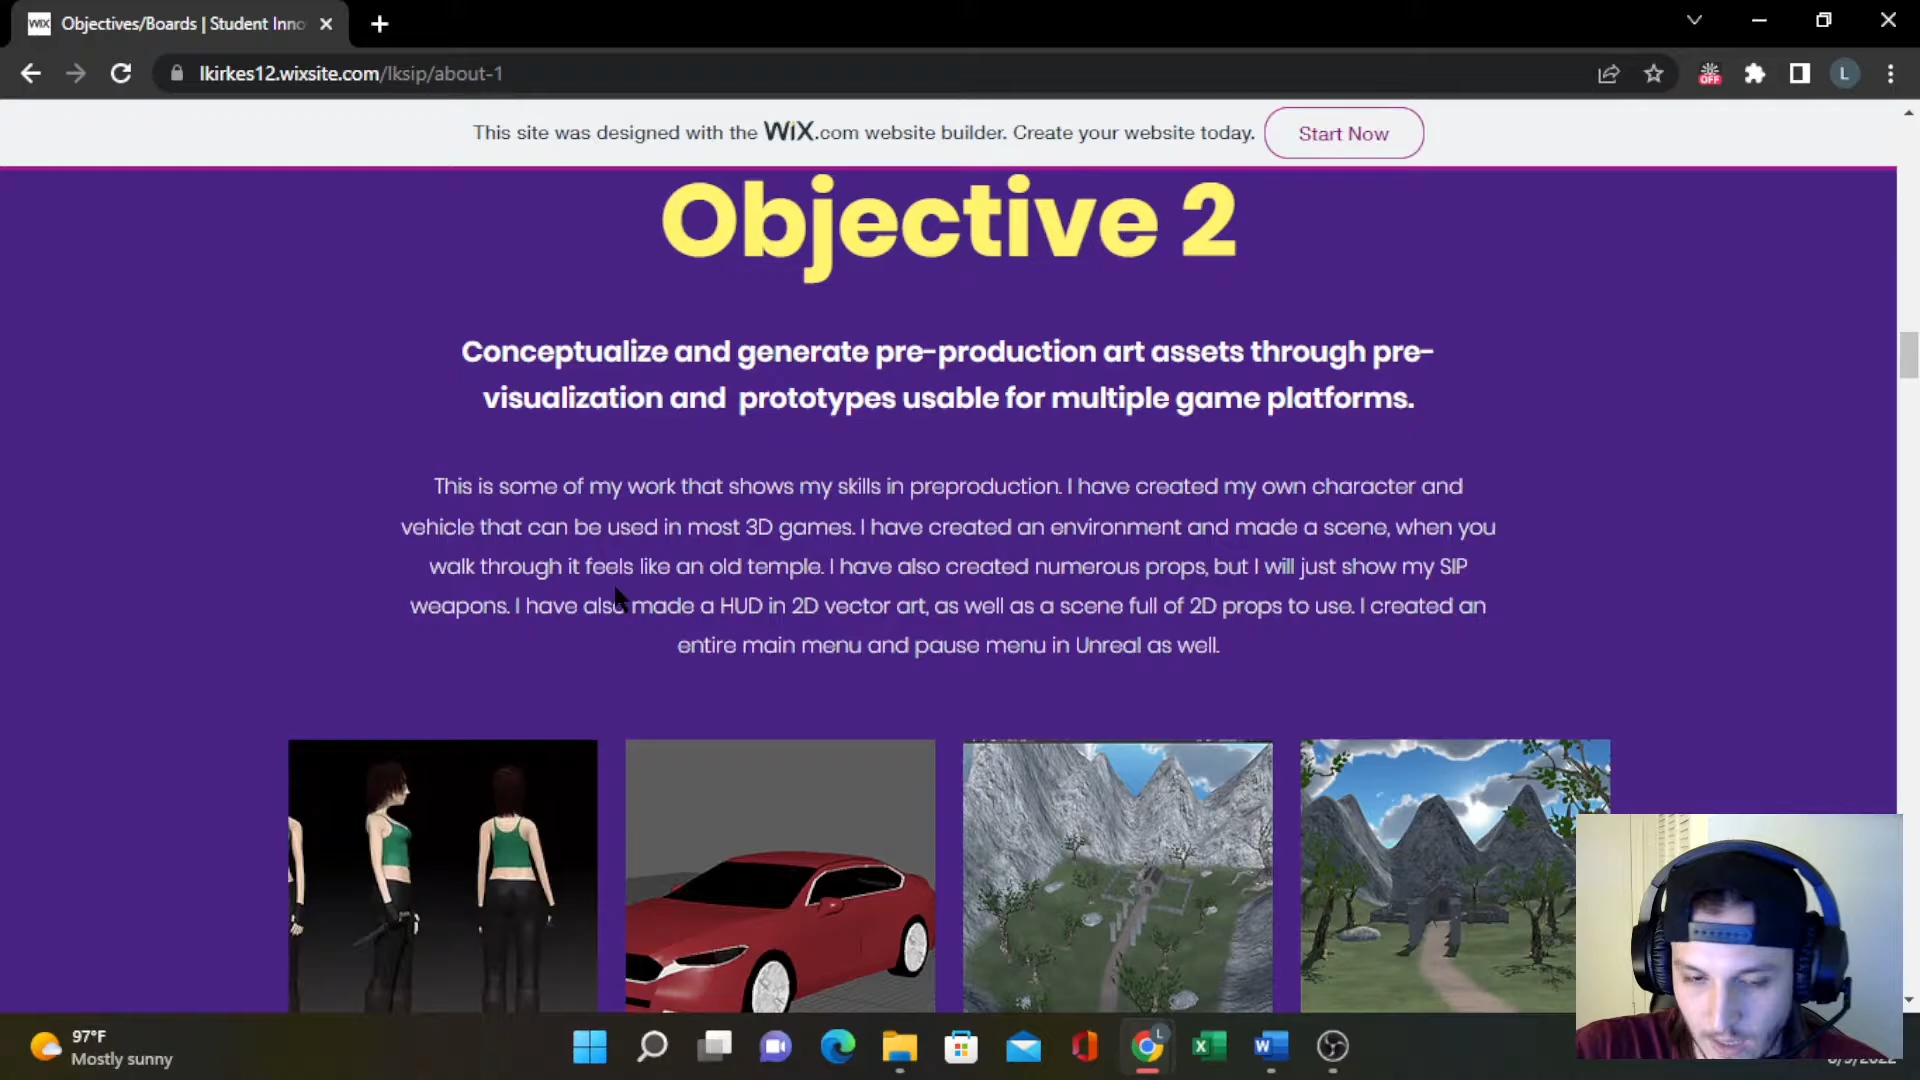 WiX Objectives/Boards | Student Inno
lkirkes12.wixsite.com/lksip/about-1
OFF
L
This site was designed with the WiX.com website builder. Create your website today. Start Now
Objective 2
Conceptualize and generate pre-production art assets through pre-
visualization and prototypes usable for multiple game platforms.
This is some of my work that shows my skills in preproduction. I have created my own character and
vehicle that can be used in most 3D games. I have created an environment and made a scene, when you
walk through it feels like an old temple. I have also created numerous props, but I will just show my SIP
weapons. I have also made a HUD in 2D vector art, as well as a scene full of 2D props to use. I created an
entire main menu and pause menu in Unreal as well.
97°F
Mostly sunny
L
X
W